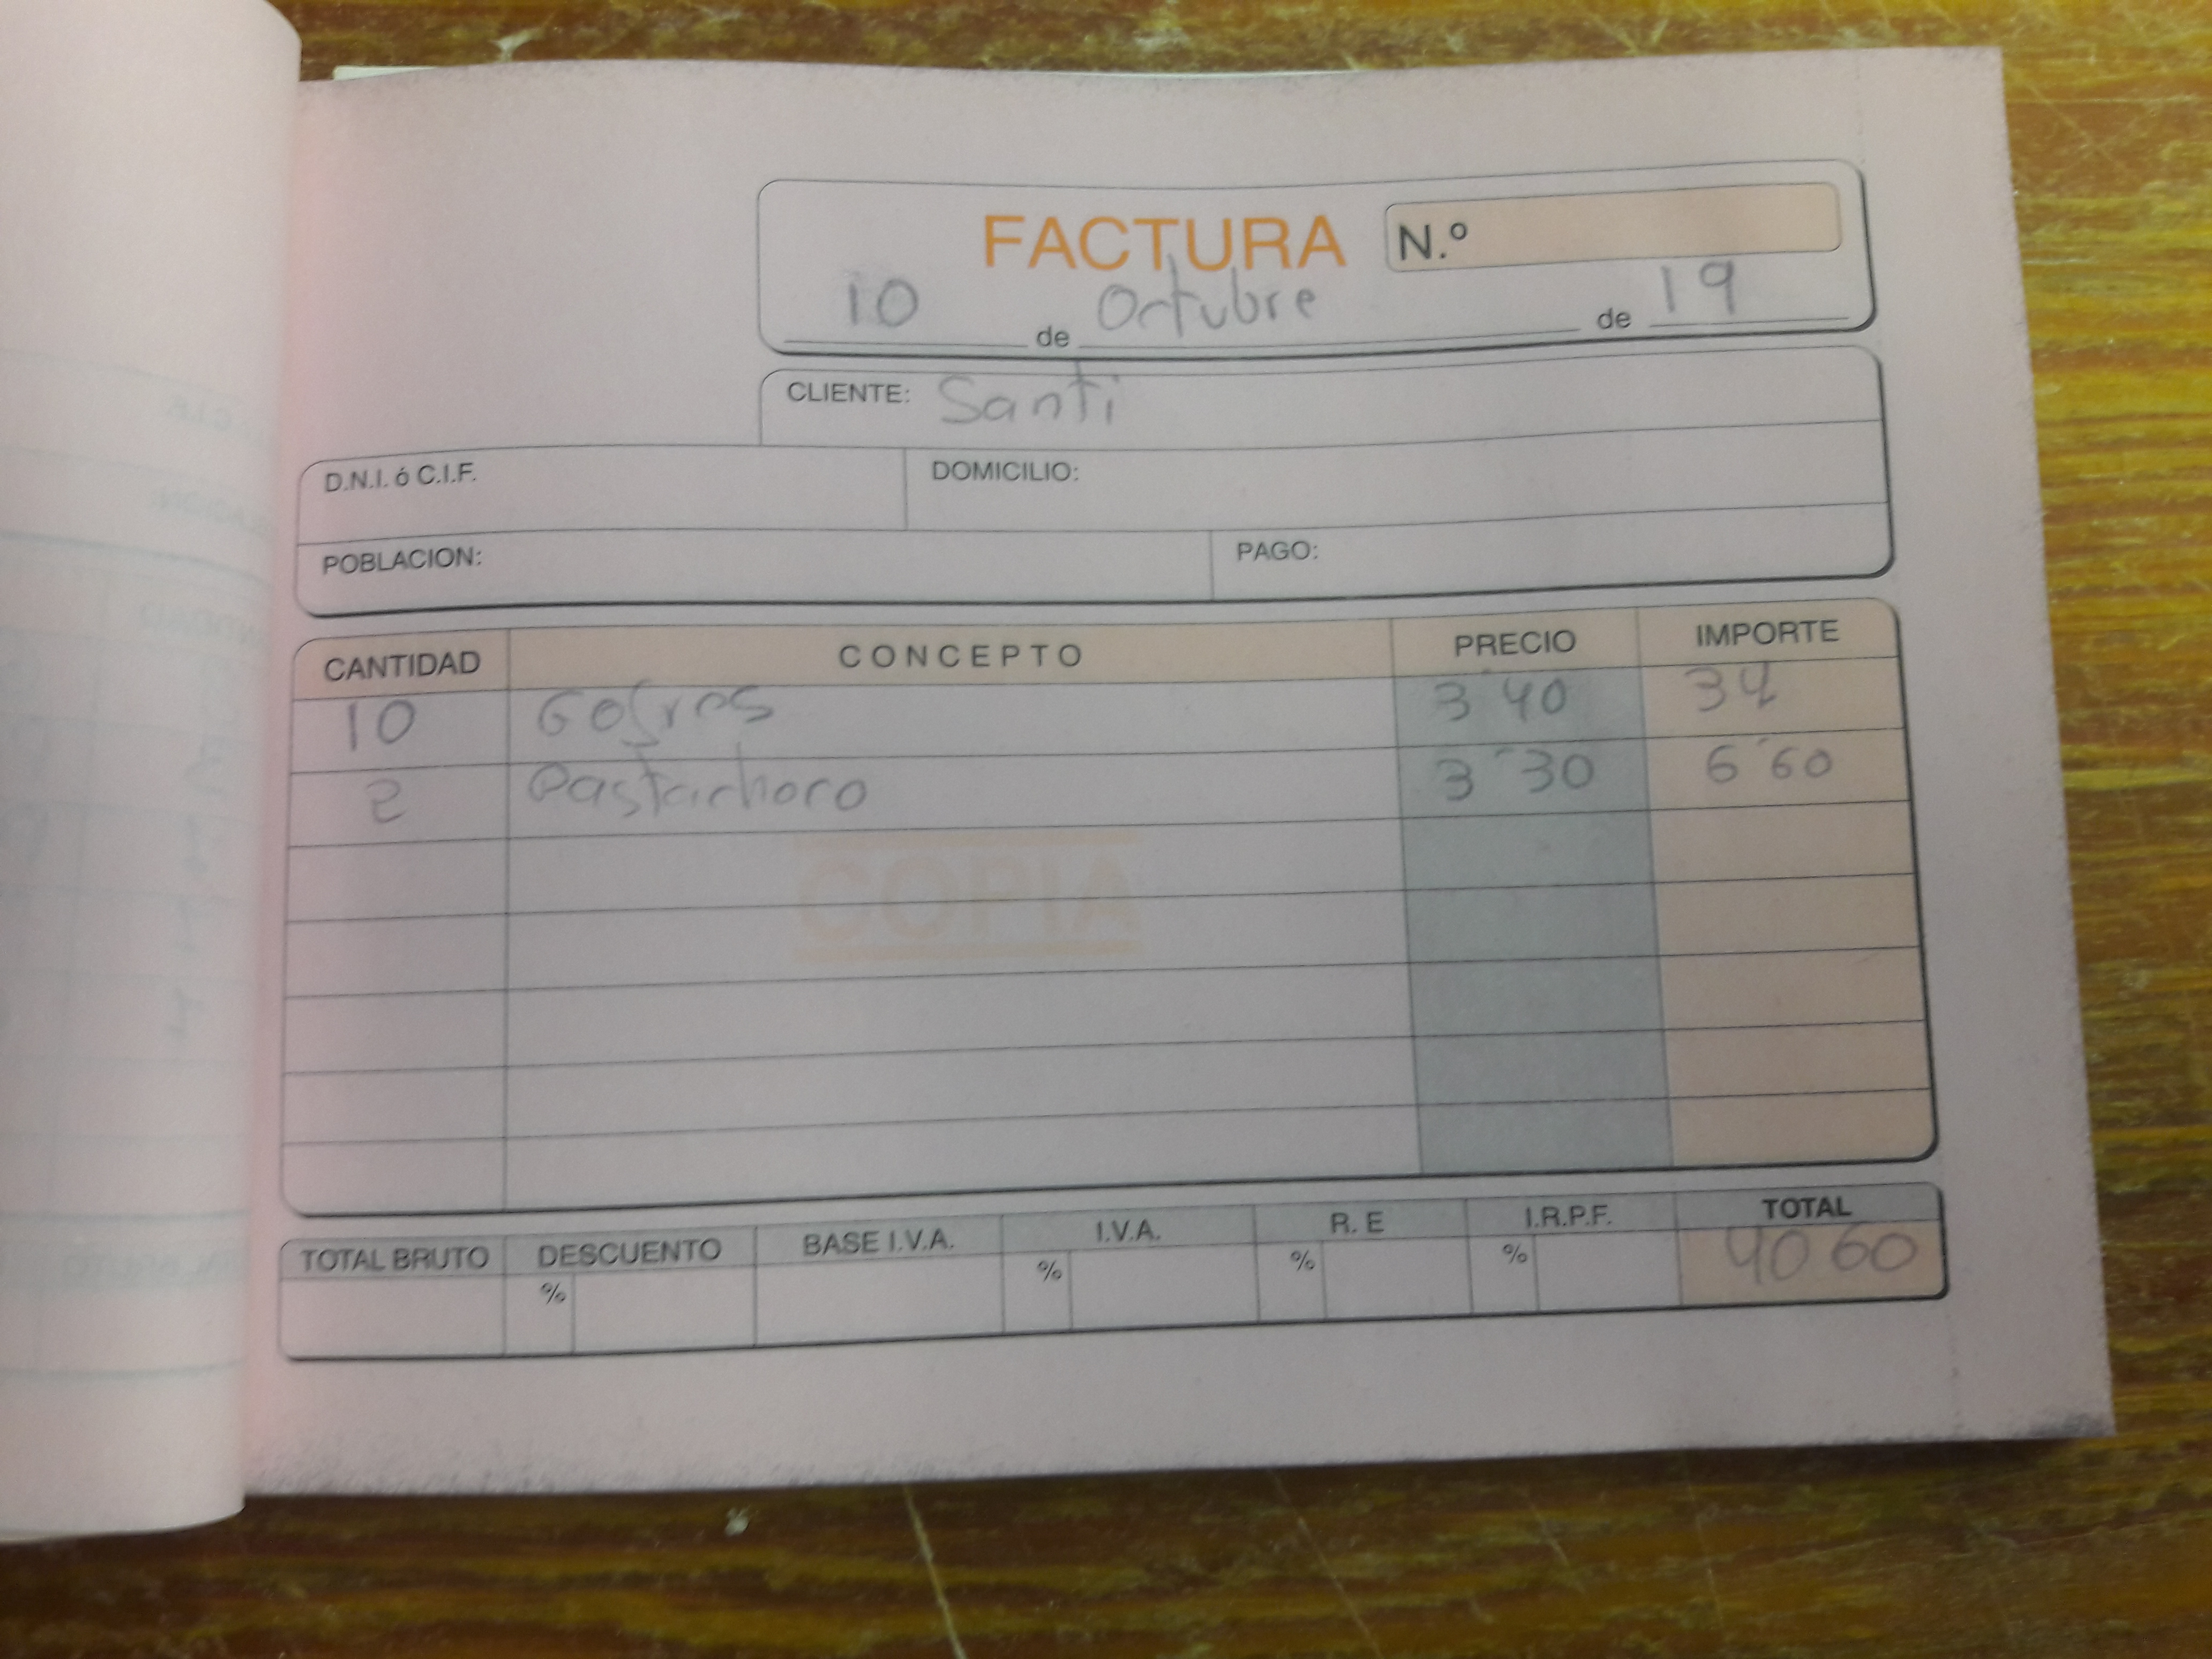 FACTURA N.º
10 de Octubre de 19
CLIENTE: Santi
D.N.I. ó C.I.F. DOMICILIO:
POBLACION: PAGO:
CANTIDAD CONCEPTO PRECIO IMPORTE
10 Gofres 3'40 34
2 Pastachoco 3'30 6'60
COPIA
TOTAL BRUTO DESCUENTO BASE I.V.A. I.V.A. R. E I.R.P.F. TOTAL
% % % % 40 60